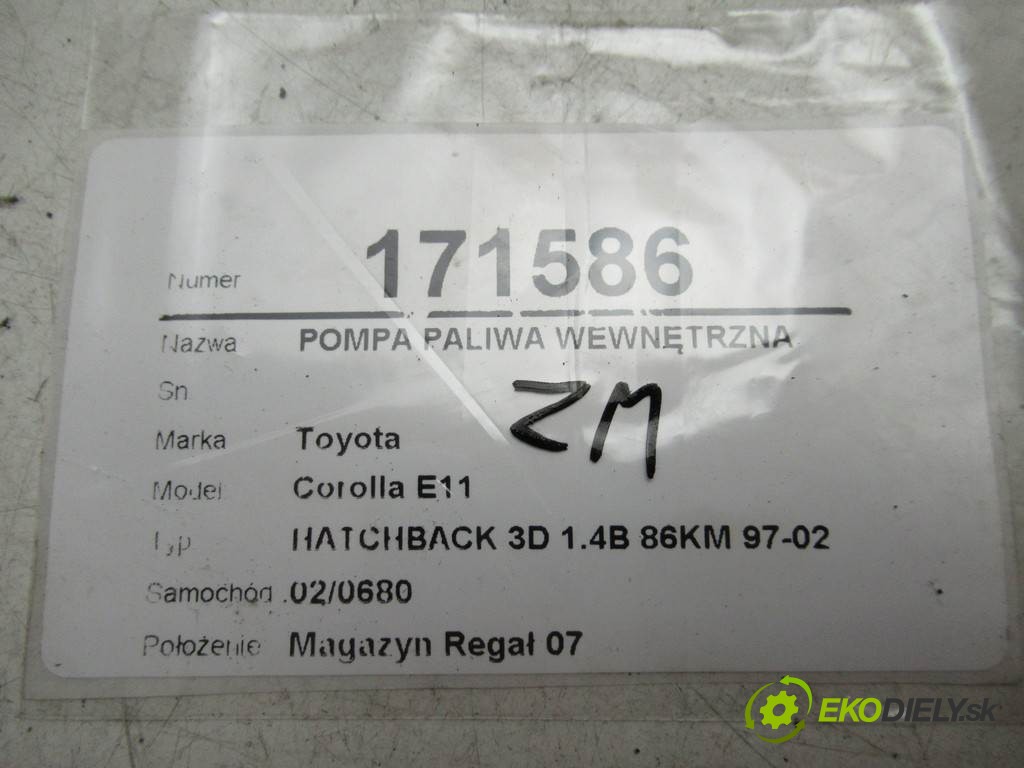 Numer 171586
Nazwa POMPA PALIWA WEWNĘTRZNA
Sn
ZM
Marka Toyota
Model Corolla E11
Typ HATCHBACK 3D 1.4B 86KM 97-02
Samochód 02/0680
Położenie Magazyn Regał 07
EKODIELY.sk